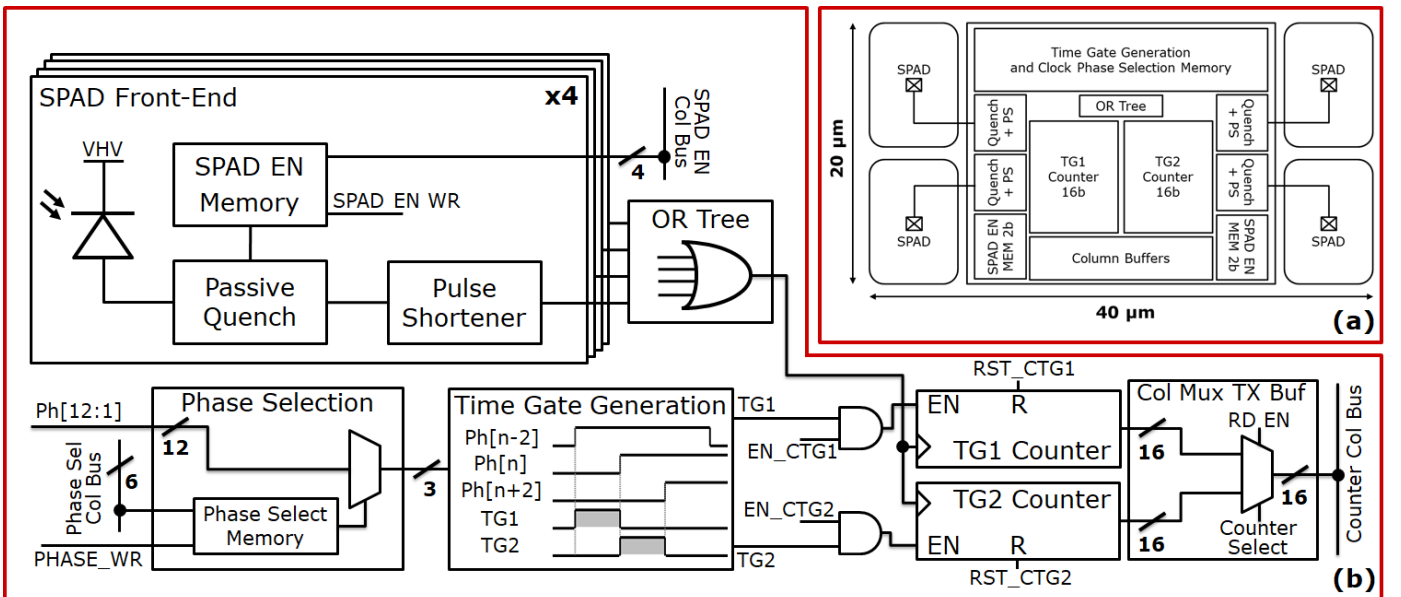 SPAD Front-End
x4
VHV
SPAD EN
Memory
SPAD_EN WR
4
SPAD EN
Col Bus
Passive
Quench
Pulse
Shortener
OR Tree
20 µm
SPAD
SPAD
SPAD
SPAD
Time Gate Generation
and Clock Phase Selection Memory
OR Tree
Quench
+ PS
Quench
+ PS
Quench
+ PS
Quench
+ PS
TG1
Counter
16b
TG2
Counter
16b
SPAD EN
MEM 2b
SPAD EN
MEM 2b
Column Buffers
40 µm
(a)
Ph[12:1]
Phase Selection
12
Phase Sel
Col Bus
6
Phase Select
Memory
PHASE_WR
3
Time Gate Generation
Ph[n-2]
Ph[n]
Ph[n+2]
TG1
TG2
TG1
EN_CTG1
EN_CTG2
TG2
RST_CTG1
EN
R
TG1 Counter
TG2 Counter
EN
R
RST_CTG2
16
16
Col Mux TX Buf
RD_EN
16
Counter
Select
Counter Col Bus
(b)